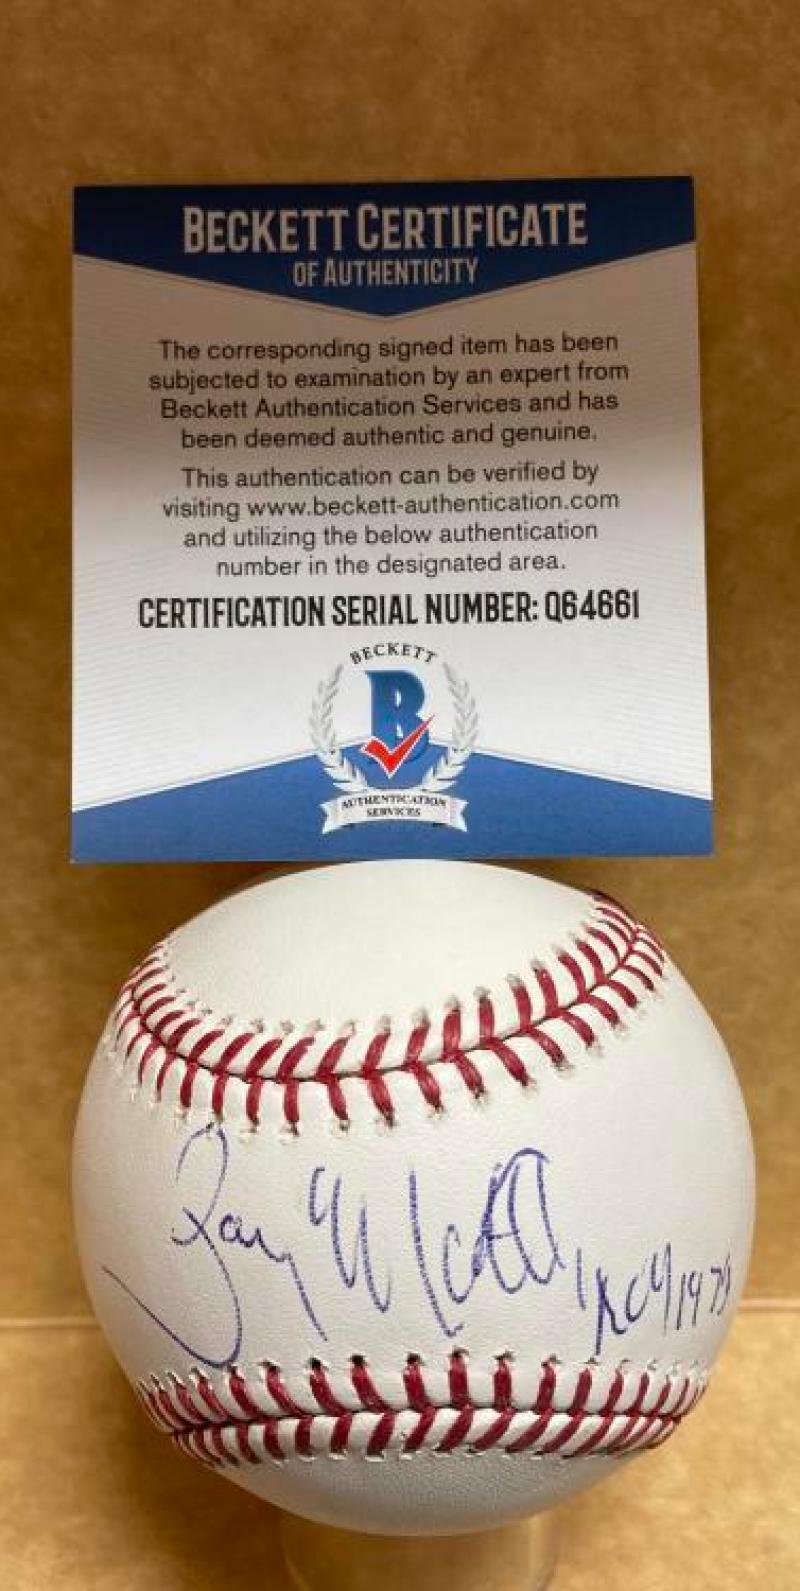 BECKETT CERTIFICATE
OF AUTHENTICITY
The corresponding signed item has been
subjected to examination by an expert from
Beckett Authentication Services and has
been deemed authentic and genuine.
This authentication can be verified by
visiting www.beckett-authentication.com
and utilizing the below authentication
number in the designated area.
CERTIFICATION SERIAL NUMBER: Q64661
BECKETT
B
AUTHENTICATION
SERVICES